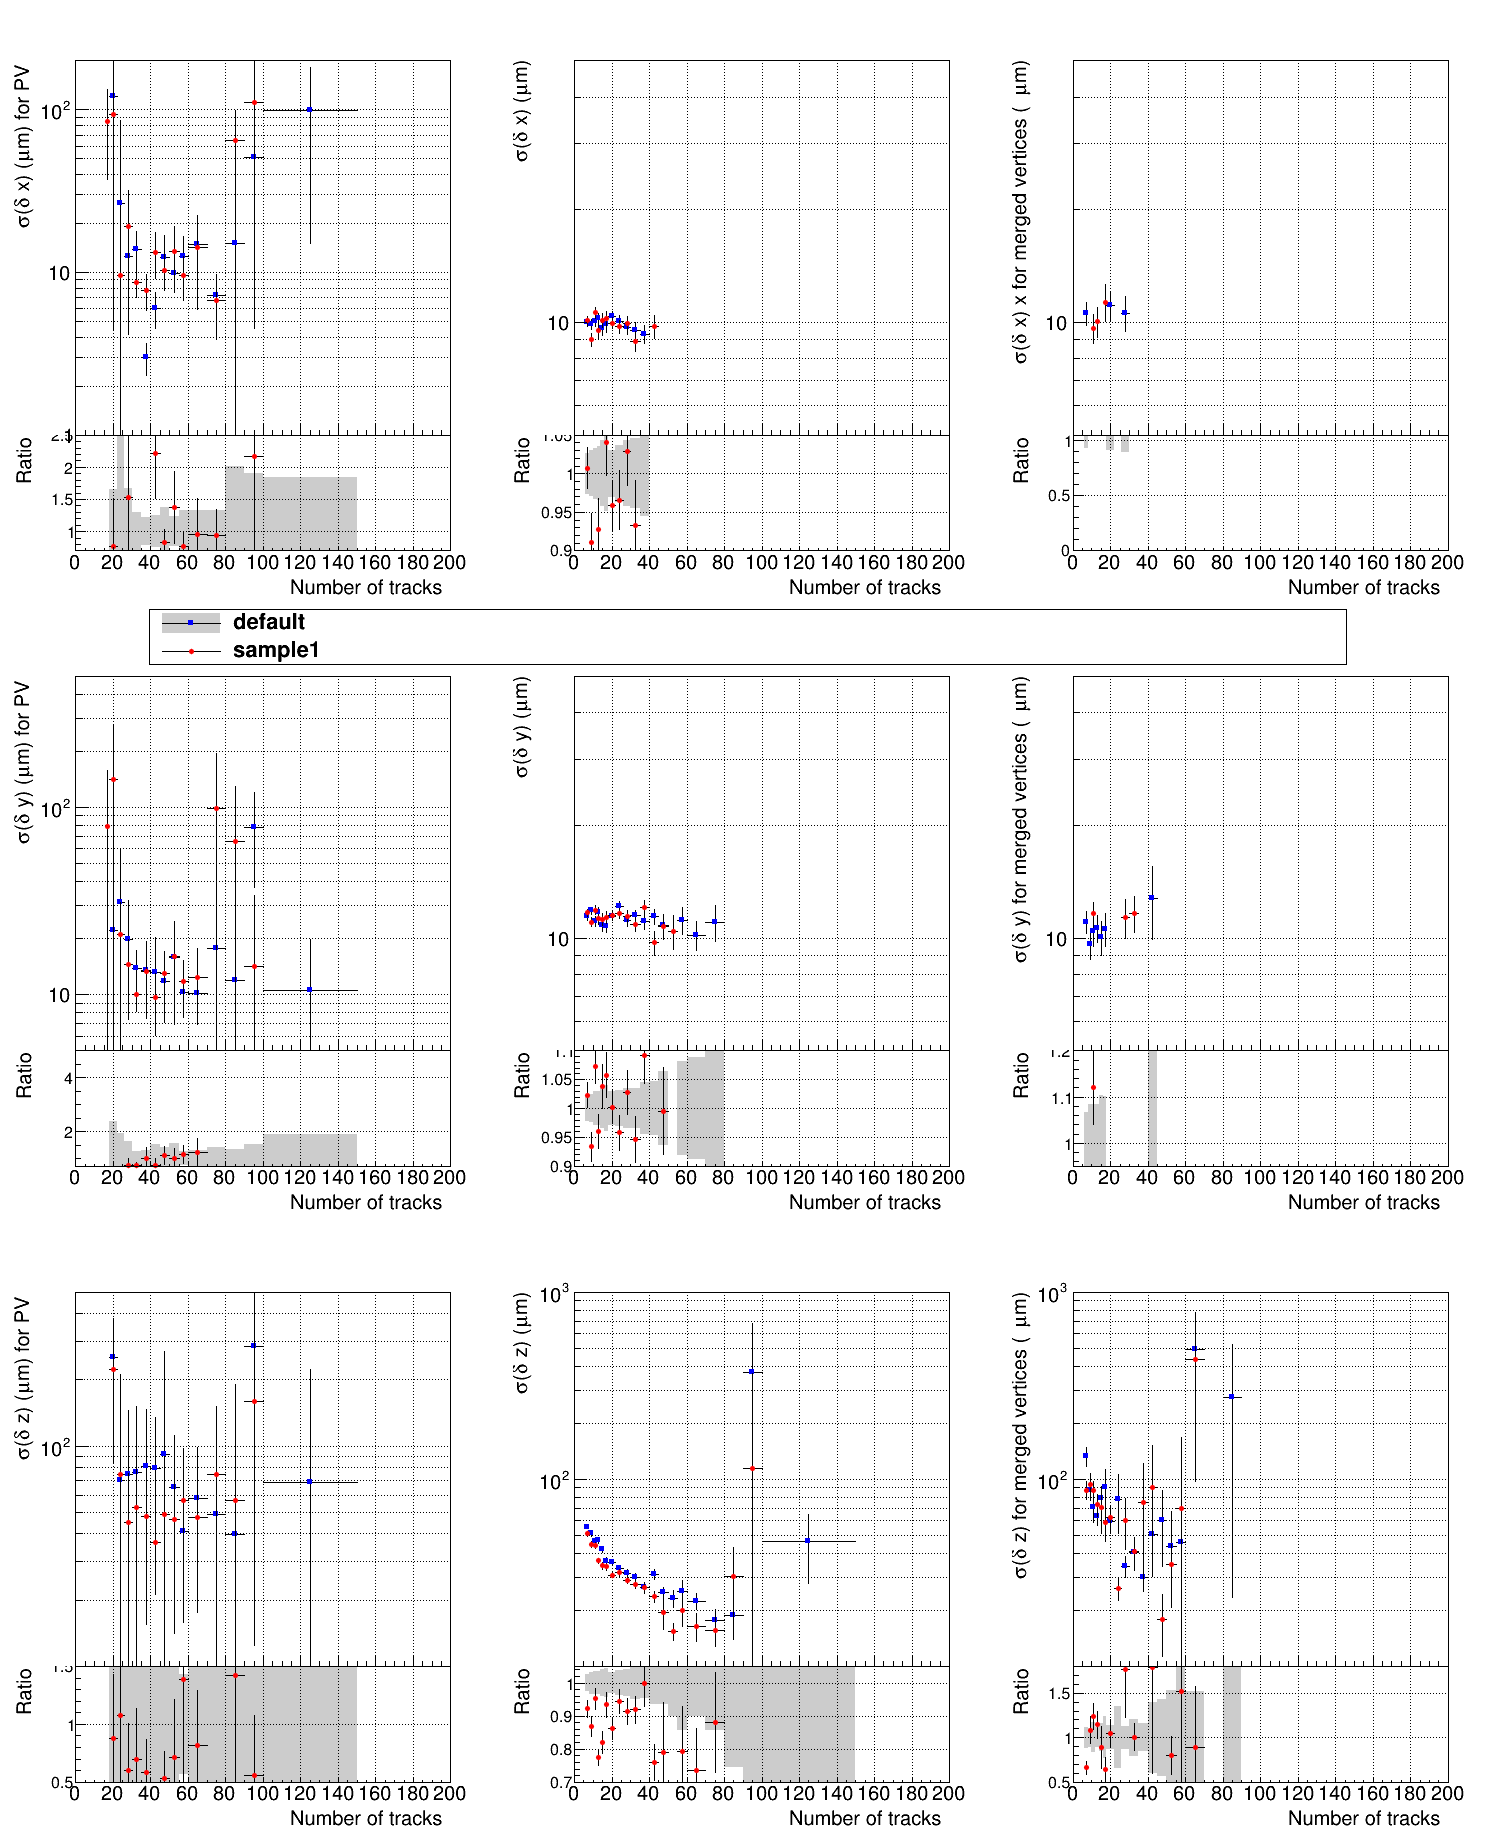 σ(δ x) (μm) for PV
10²
10
1
2.5
2
1.5
1
Ratio
0 20 40 60 80 100 120 140 160 180 200
Number of tracks
σ(δ x) (μm)
10
1.05
1
0.95
0.9
Ratio
0 20 40 60 80 100 120 140 160 180 200
Number of tracks
σ(δ x) x for merged vertices ( μm)
10
1
0.5
0
Ratio
0 20 40 60 80 100 120 140 160 180 200
Number of tracks
default
sample1
σ(δ y) (μm) for PV
10²
10
4
2
Ratio
0 20 40 60 80 100 120 140 160 180 200
Number of tracks
σ(δ y) (μm)
10
1.1
1.05
1
0.95
0.9
Ratio
0 20 40 60 80 100 120 140 160 180 200
Number of tracks
σ(δ y) for merged vertices ( μm)
10
1.2
1.1
1
Ratio
0 20 40 60 80 100 120 140 160 180 200
Number of tracks
σ(δ z) (μm) for PV
10²
1.5
1
0.5
Ratio
0 20 40 60 80 100 120 140 160 180 200
Number of tracks
σ(δ z) (μm)
10³
10²
1
0.9
0.8
0.7
Ratio
0 20 40 60 80 100 120 140 160 180 200
Number of tracks
σ(δ z) for merged vertices ( μm)
10³
10²
1.5
1
0.5
Ratio
0 20 40 60 80 100 120 140 160 180 200
Number of tracks